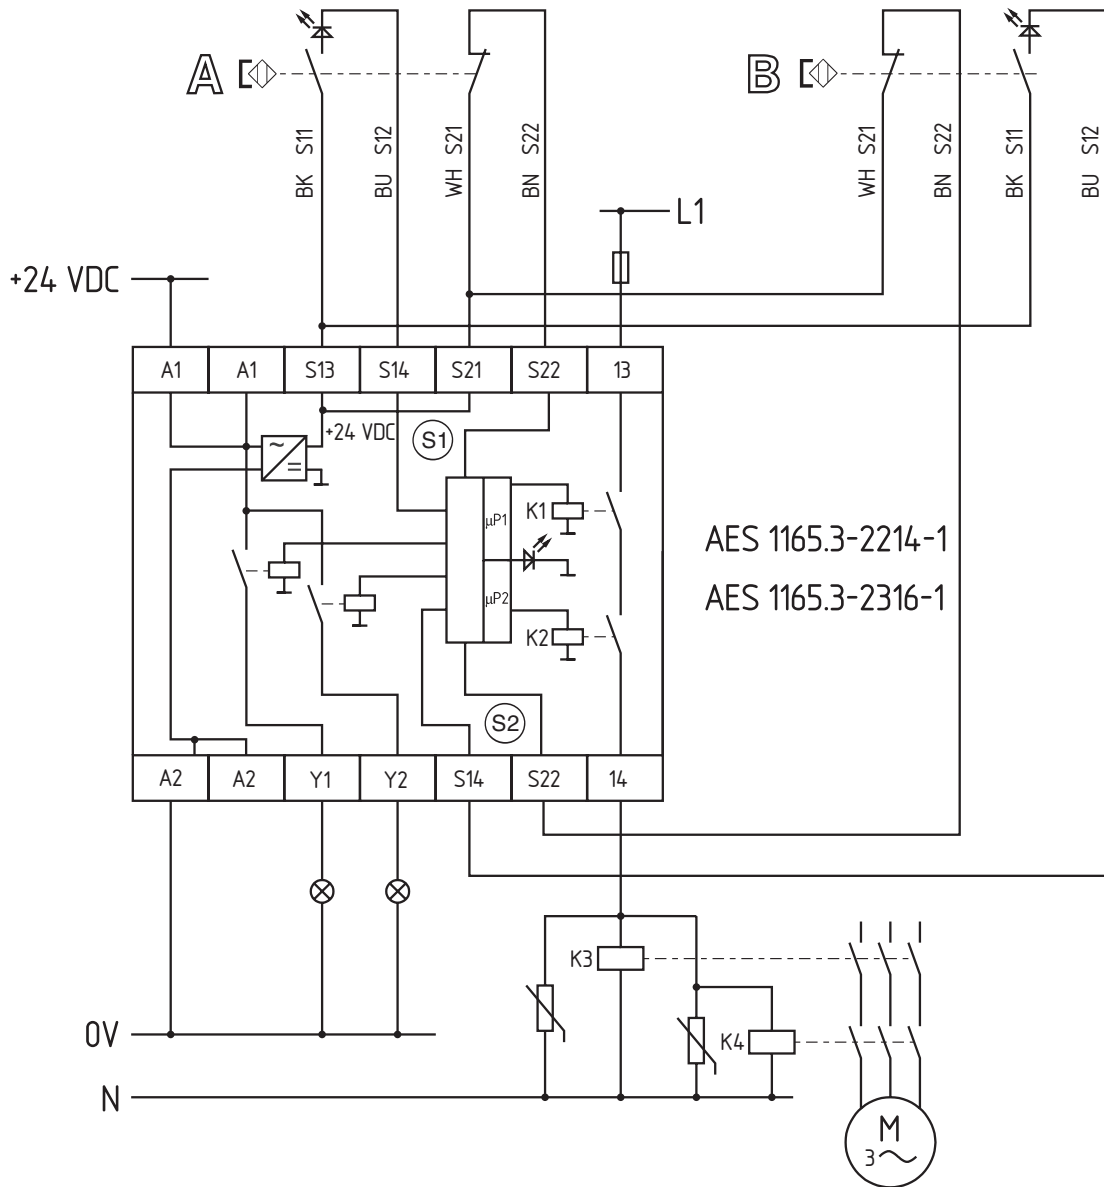 A
B
BK S11
BU S12
WH S21
BN S22
WH S21
BN S22
BK S11
BU S12
L1
+24 VDC
A1 A1 S13 S14 S21 S22 13
+24 VDC
S1
~
=
µP1
K1
µP2
K2
AES 1165.3-2214-1
AES 1165.3-2316-1
S2
A2 A2 Y1 Y2 S14 S22 14
K3
K4
0V
N
M
3~